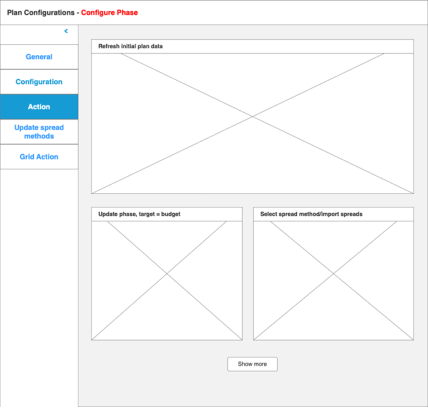 Plan Configurations - Configure Phase
<
General
Configuration
Action
Update spread
methods
Grid Action
Refresh initial plan data
Update phase, target = budget
Select spread method/import spreads
Show more